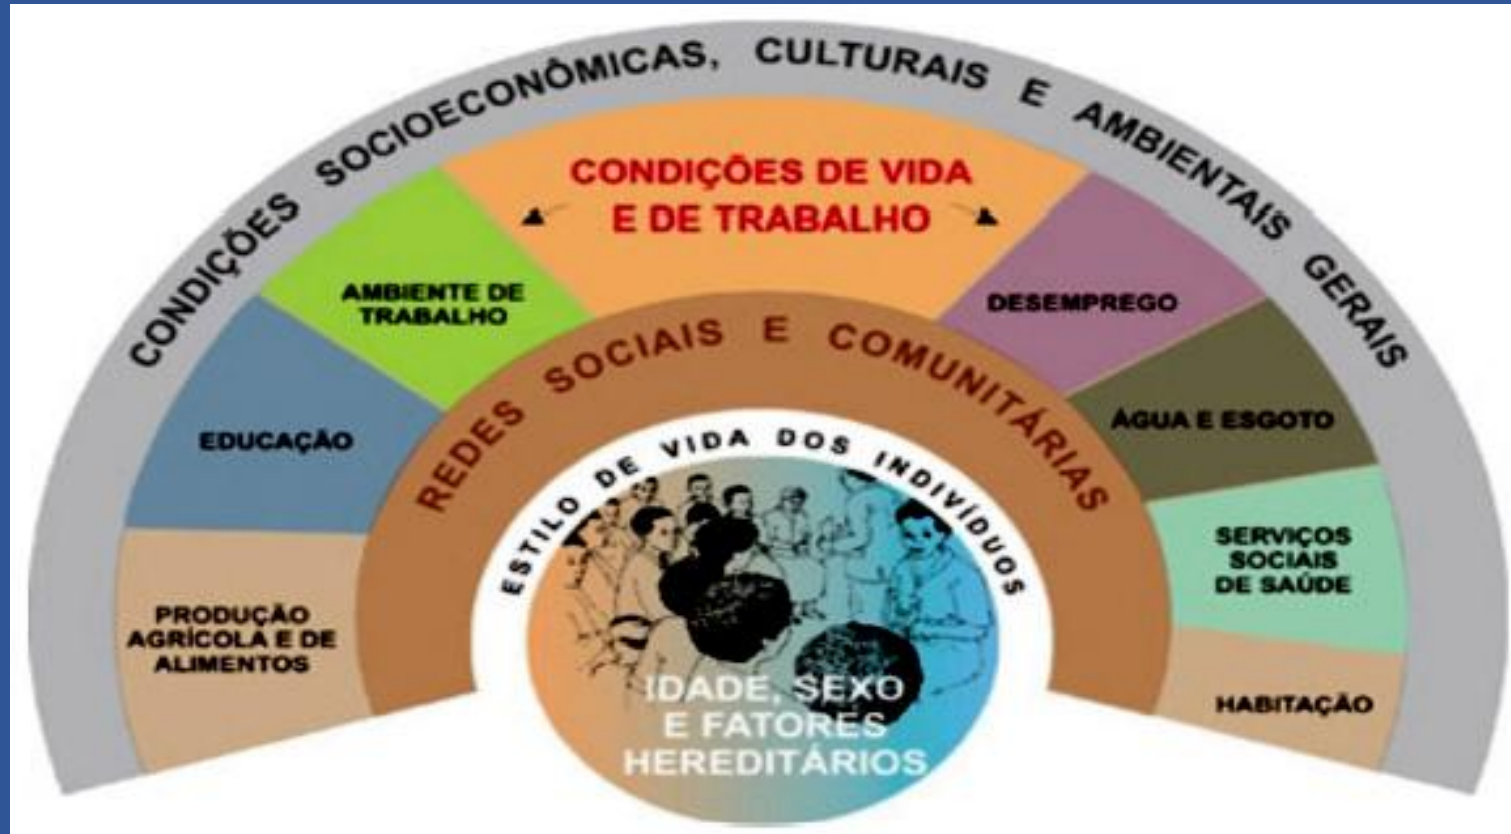 CONDIÇÕES SOCIOECONÔMICAS, CULTURAIS E AMBIENTAIS GERAIS
CONDIÇÕES DE VIDA
E DE TRABALHO
AMBIENTE DE
TRABALHO
DESEMPREGO
EDUCAÇÃO
ÁGUA E ESGOTO
PRODUÇÃO
AGRÍCOLA E DE
ALIMENTOS
SERVIÇOS
SOCIAIS
DE SAÚDE
HABITAÇÃO
REDES SOCIAIS E COMUNITÁRIAS
ESTILO DE VIDA DOS INDIVÍDUOS
IDADE, SEXO
E FATORES
HEREDITÁRIOS